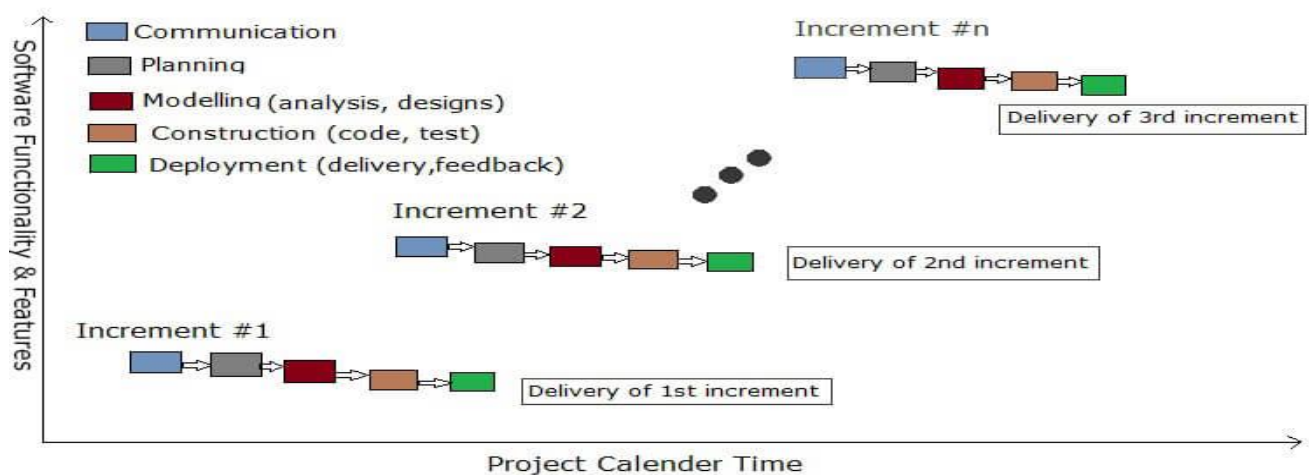 Software Functionality & Features
Communication
Planning
Modelling (analysis, designs)
Construction (code, test)
Deployment (delivery,feedback)
Increment #n
Delivery of 3rd increment
Increment #2
Delivery of 2nd increment
Increment #1
Delivery of 1st increment
Project Calender Time